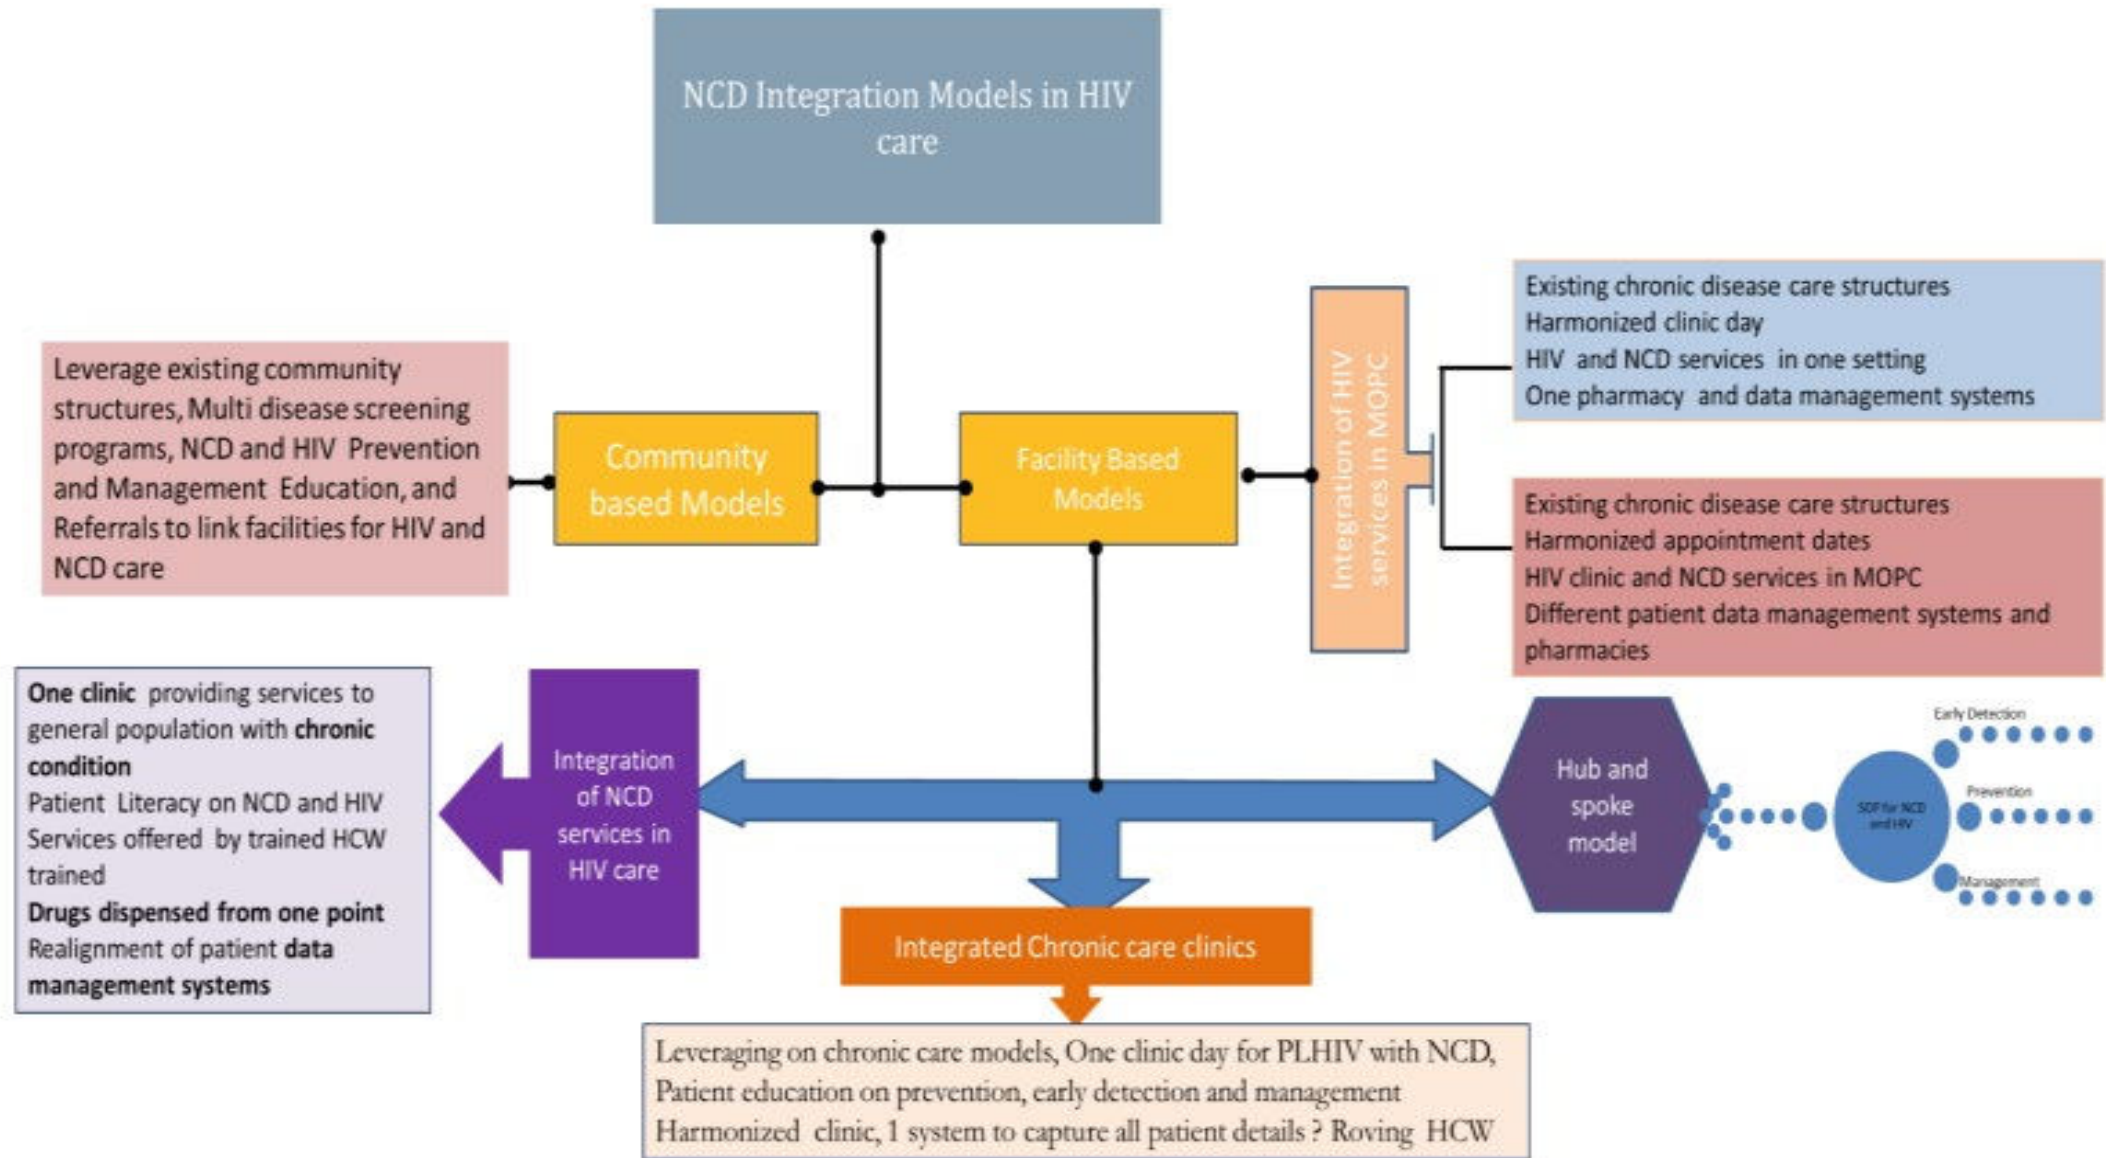 NCD Integration Models in HIV
care
Leverage existing community
structures, Multi disease screening
programs, NCD and HIV Prevention
and Management Education, and
Referrals to link facilities for HIV and
NCD care
Community
based Models
Facility Based
Models
Integration of HIV
services in MOPC
Existing chronic disease care structures
Harmonized clinic day
HIV and NCD services in one setting
One pharmacy and data management systems
Existing chronic disease care structures
Harmonized appointment dates
HIV clinic and NCD services in MOPC
Different patient data management systems and
pharmacies
One clinic providing services to
general population with chronic
condition
Patient Literacy on NCD and HIV
Services offered by trained HCW
trained
Drugs dispensed from one point
Realignment of patient data
management systems
Integration
of NCD
services in
HIV care
Hub and
spoke
model
SDP for NCD
and HIV
Early Detection
Prevention
Management
Integrated Chronic care clinics
Leveraging on chronic care models, One clinic day for PLHIV with NCD,
Patient education on prevention, early detection and management
Harmonized clinic, 1 system to capture all patient details ? Roving HCW